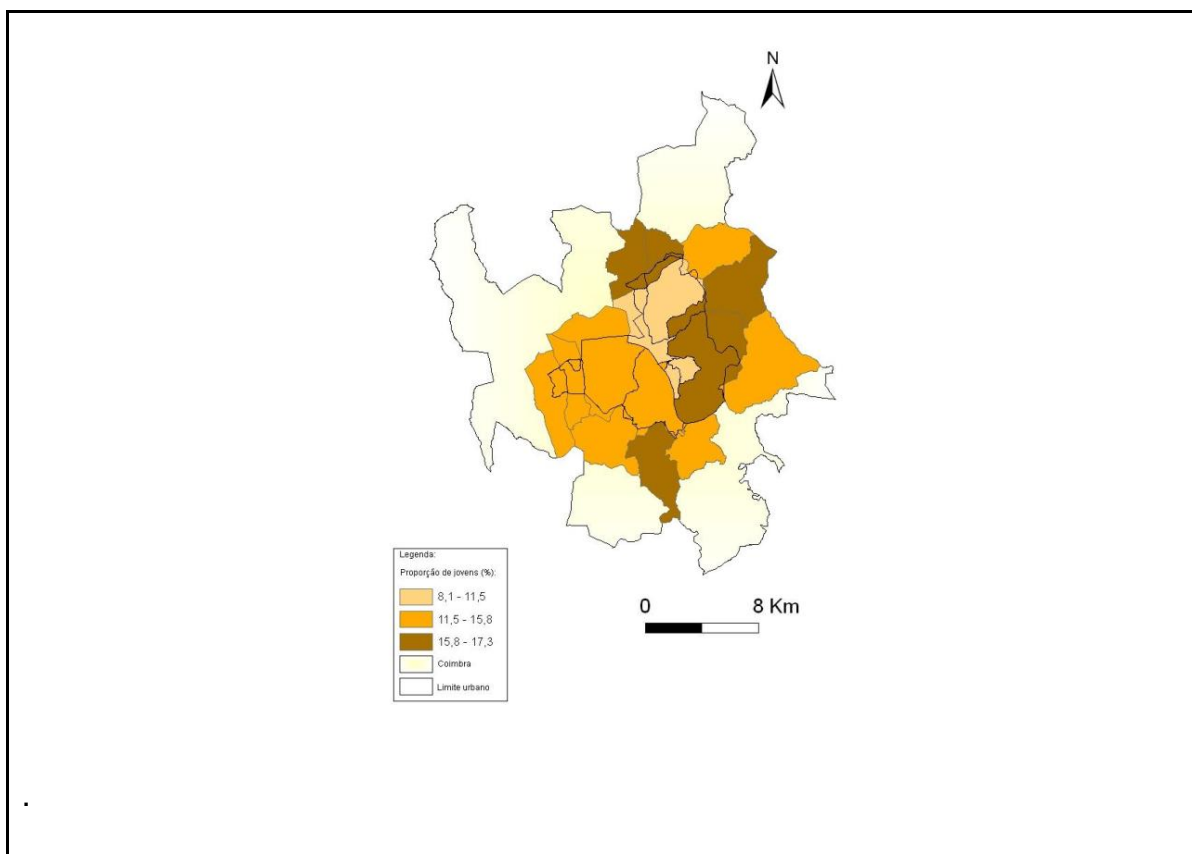 N
Legenda:
Proporção de jovens (%):
8,1 - 11,5
11,5 - 15,8
15,8 - 17,3
Coimbra
Limite urbano
0 8 Km
.